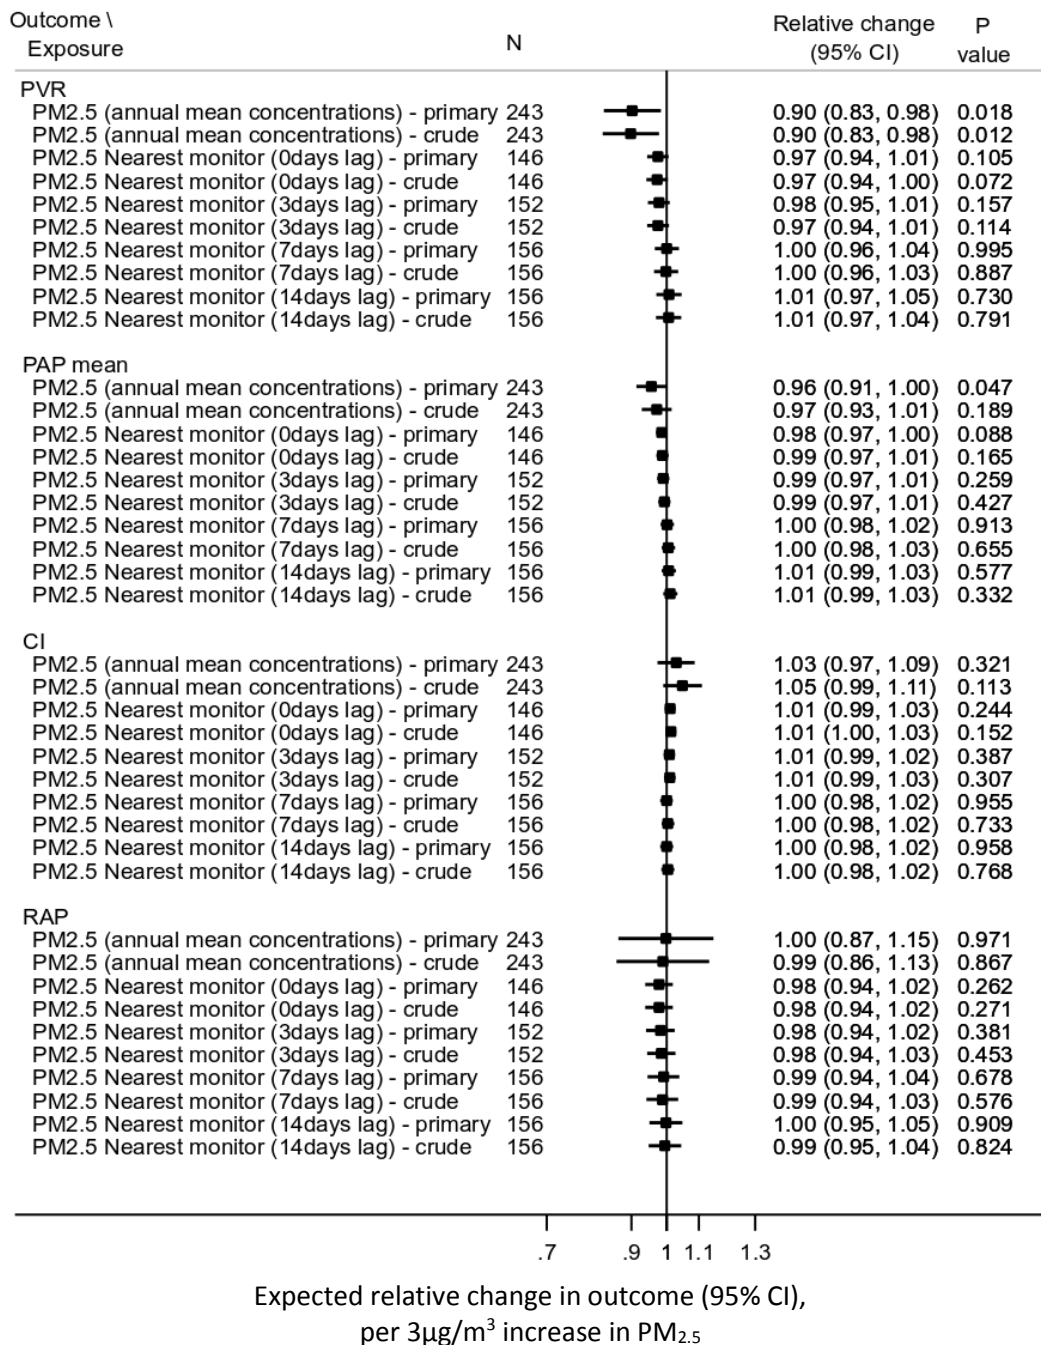 Outcome \ Exposure N Relative change (95% CI) P value
PVR
PM2.5 (annual mean concentrations) - primary 243 0.90 (0.83, 0.98) 0.018
PM2.5 (annual mean concentrations) - crude 243 0.90 (0.83, 0.98) 0.012
PM2.5 Nearest monitor (0days lag) - primary 146 0.97 (0.94, 1.01) 0.105
PM2.5 Nearest monitor (0days lag) - crude 146 0.97 (0.94, 1.00) 0.072
PM2.5 Nearest monitor (3days lag) - primary 152 0.98 (0.95, 1.01) 0.157
PM2.5 Nearest monitor (3days lag) - crude 152 0.97 (0.94, 1.01) 0.114
PM2.5 Nearest monitor (7days lag) - primary 156 1.00 (0.96, 1.04) 0.995
PM2.5 Nearest monitor (7days lag) - crude 156 1.00 (0.96, 1.03) 0.887
PM2.5 Nearest monitor (14days lag) - primary 156 1.01 (0.97, 1.05) 0.730
PM2.5 Nearest monitor (14days lag) - crude 156 1.01 (0.97, 1.04) 0.791
PAP mean
PM2.5 (annual mean concentrations) - primary 243 0.96 (0.91, 1.00) 0.047
PM2.5 (annual mean concentrations) - crude 243 0.97 (0.93, 1.01) 0.189
PM2.5 Nearest monitor (0days lag) - primary 146 0.98 (0.97, 1.00) 0.088
PM2.5 Nearest monitor (0days lag) - crude 146 0.99 (0.97, 1.01) 0.165
PM2.5 Nearest monitor (3days lag) - primary 152 0.99 (0.97, 1.01) 0.259
PM2.5 Nearest monitor (3days lag) - crude 152 0.99 (0.97, 1.01) 0.427
PM2.5 Nearest monitor (7days lag) - primary 156 1.00 (0.98, 1.02) 0.913
PM2.5 Nearest monitor (7days lag) - crude 156 1.00 (0.98, 1.03) 0.655
PM2.5 Nearest monitor (14days lag) - primary 156 1.01 (0.99, 1.03) 0.577
PM2.5 Nearest monitor (14days lag) - crude 156 1.01 (0.99, 1.03) 0.332
CI
PM2.5 (annual mean concentrations) - primary 243 1.03 (0.97, 1.09) 0.321
PM2.5 (annual mean concentrations) - crude 243 1.05 (0.99, 1.11) 0.113
PM2.5 Nearest monitor (0days lag) - primary 146 1.01 (0.99, 1.03) 0.244
PM2.5 Nearest monitor (0days lag) - crude 146 1.01 (1.00, 1.03) 0.152
PM2.5 Nearest monitor (3days lag) - primary 152 1.01 (0.99, 1.02) 0.387
PM2.5 Nearest monitor (3days lag) - crude 152 1.01 (0.99, 1.03) 0.307
PM2.5 Nearest monitor (7days lag) - primary 156 1.00 (0.98, 1.02) 0.955
PM2.5 Nearest monitor (7days lag) - crude 156 1.00 (0.98, 1.02) 0.733
PM2.5 Nearest monitor (14days lag) - primary 156 1.00 (0.98, 1.02) 0.958
PM2.5 Nearest monitor (14days lag) - crude 156 1.00 (0.98, 1.02) 0.768
RAP
PM2.5 (annual mean concentrations) - primary 243 1.00 (0.87, 1.15) 0.971
PM2.5 (annual mean concentrations) - crude 243 0.99 (0.86, 1.13) 0.867
PM2.5 Nearest monitor (0days lag) - primary 146 0.98 (0.94, 1.02) 0.262
PM2.5 Nearest monitor (0days lag) - crude 146 0.98 (0.94, 1.02) 0.271
PM2.5 Nearest monitor (3days lag) - primary 152 0.98 (0.94, 1.02) 0.381
PM2.5 Nearest monitor (3days lag) - crude 152 0.98 (0.94, 1.03) 0.453
PM2.5 Nearest monitor (7days lag) - primary 156 0.99 (0.94, 1.04) 0.678
PM2.5 Nearest monitor (7days lag) - crude 156 0.99 (0.94, 1.03) 0.576
PM2.5 Nearest monitor (14days lag) - primary 156 1.00 (0.95, 1.05) 0.909
PM2.5 Nearest monitor (14days lag) - crude 156 0.99 (0.95, 1.04) 0.824
.7 .9 1 1.1 1.3
Expected relative change in outcome (95% CI),
per 3µg/m³ increase in PM₂.₅